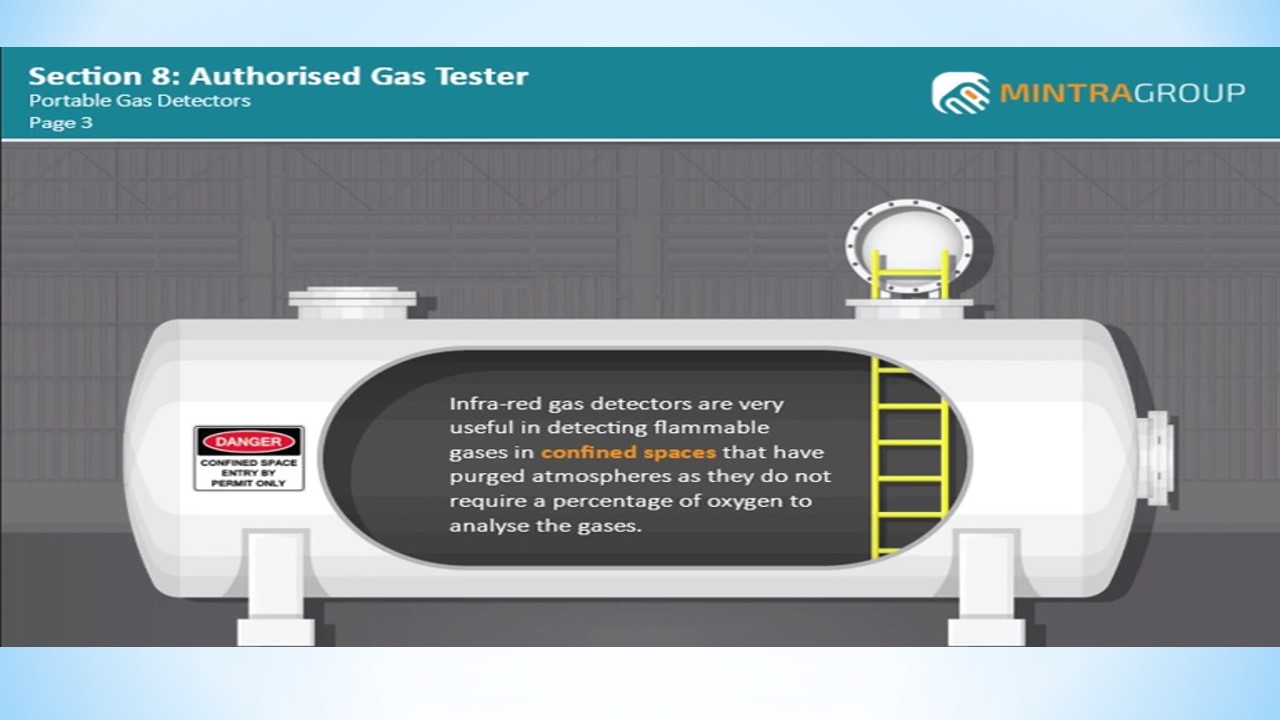 Section 8: Authorised Gas Tester
Portable Gas Detectors
Page 3
MINTRAGROUP
Infra-red gas detectors are very
useful in detecting flammable
gases in confined spaces that have
purged atmospheres as they do not
require a percentage of oxygen to
analyse the gases.
DANGER
CONFINED SPACE
ENTRY BY
PERMIT ONLY